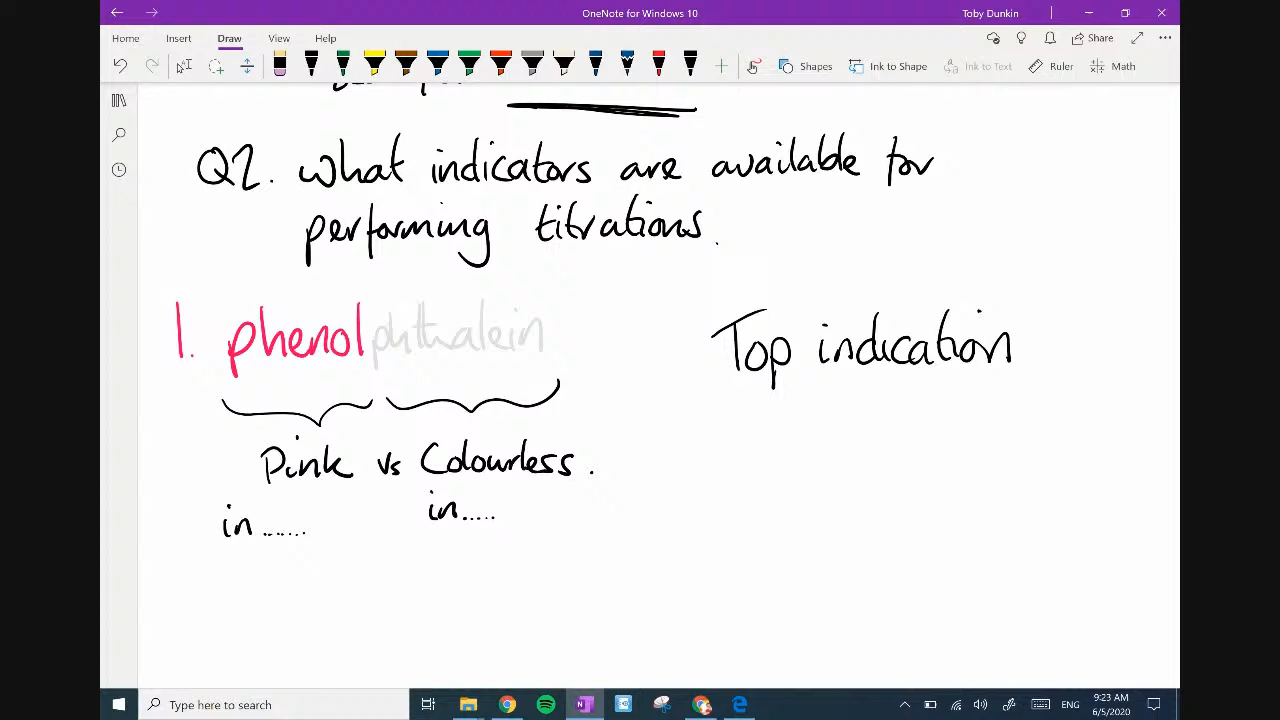 OneNote for Windows 10
Toby Dunkin
Home Insert Draw View Help
Share
Shapes Ink to Shape Ink to Text Ruler Math
Q2. what indicators are available for
performing titrations.
1. phenolphthalein
Top indication
Pink vs Colourless.
in....... in.....
Type here to search
ENG
9:23 AM
6/5/2020